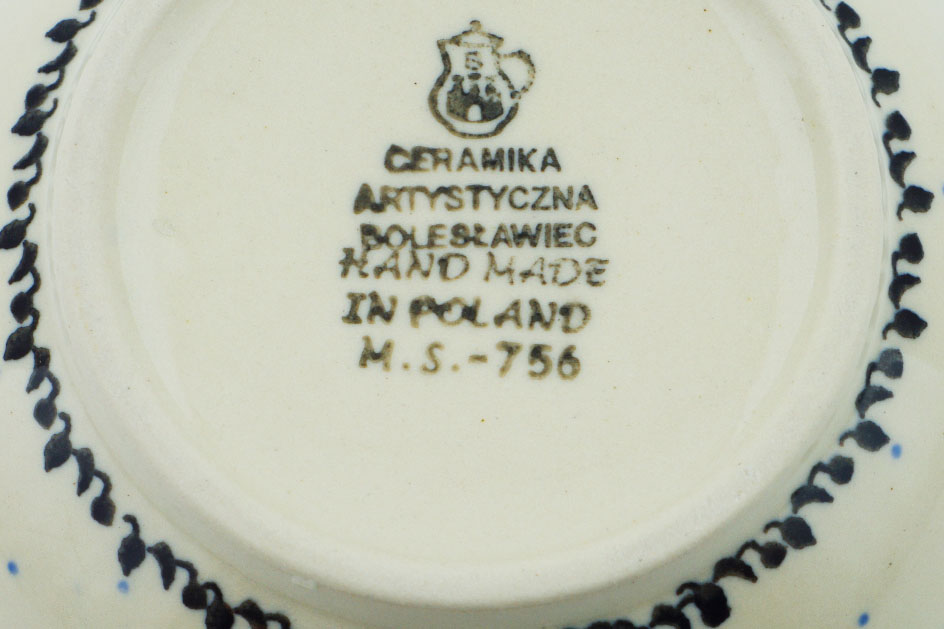 CERAMIKA
ARTYSTYCZNA
BOLESŁAWIEC
HAND MADE
IN POLAND
M.S.-756